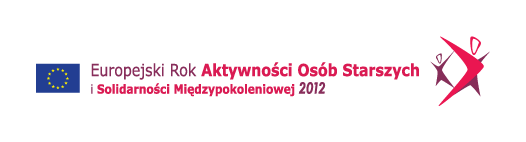 Europejski Rok Aktywności Osób Starszych
i Solidarności Międzypokoleniowej 2012